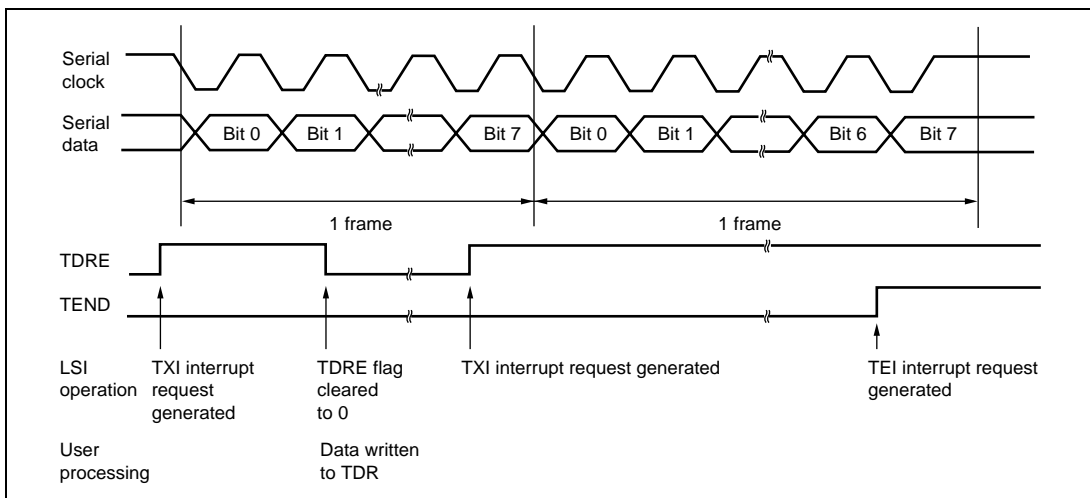 Serial
clock
Serial
data
Bit 0
Bit 1
Bit 7
Bit 0
Bit 1
Bit 6
Bit 7
1 frame
1 frame
TDRE
TEND
LSI
operation
TXI interrupt
request
generated
TDRE flag
cleared
to 0
TXI interrupt request generated
TEI interrupt request
generated
User
processing
Data written
to TDR